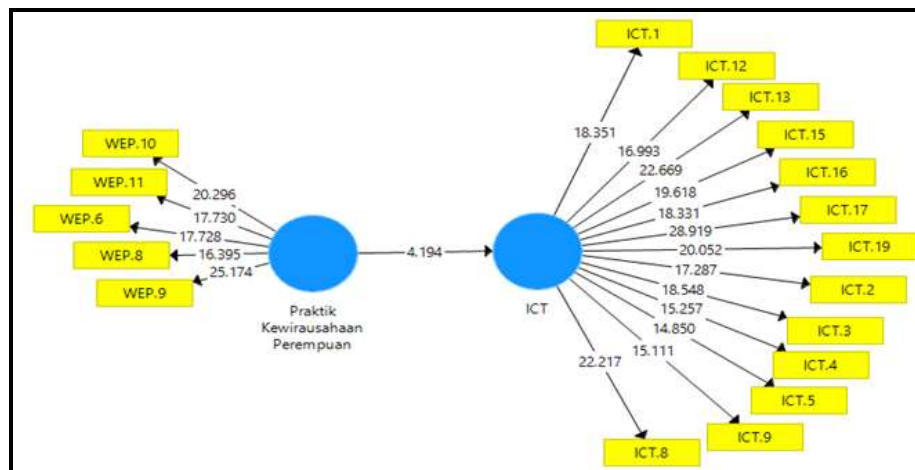 WEP.10
WEP.11
WEP.6
WEP.8
WEP.9
20.296
17.730
17.728
16.395
25.174
Praktik
Kewirausahaan
Perempuan
4.194
ICT
18.351
16.993
22.669
19.618
18.331
28.919
20.052
17.287
18.548
15.257
14.850
15.111
22.217
ICT.1
ICT.12
ICT.13
ICT.15
ICT.16
ICT.17
ICT.19
ICT.2
ICT.3
ICT.4
ICT.5
ICT.9
ICT.8